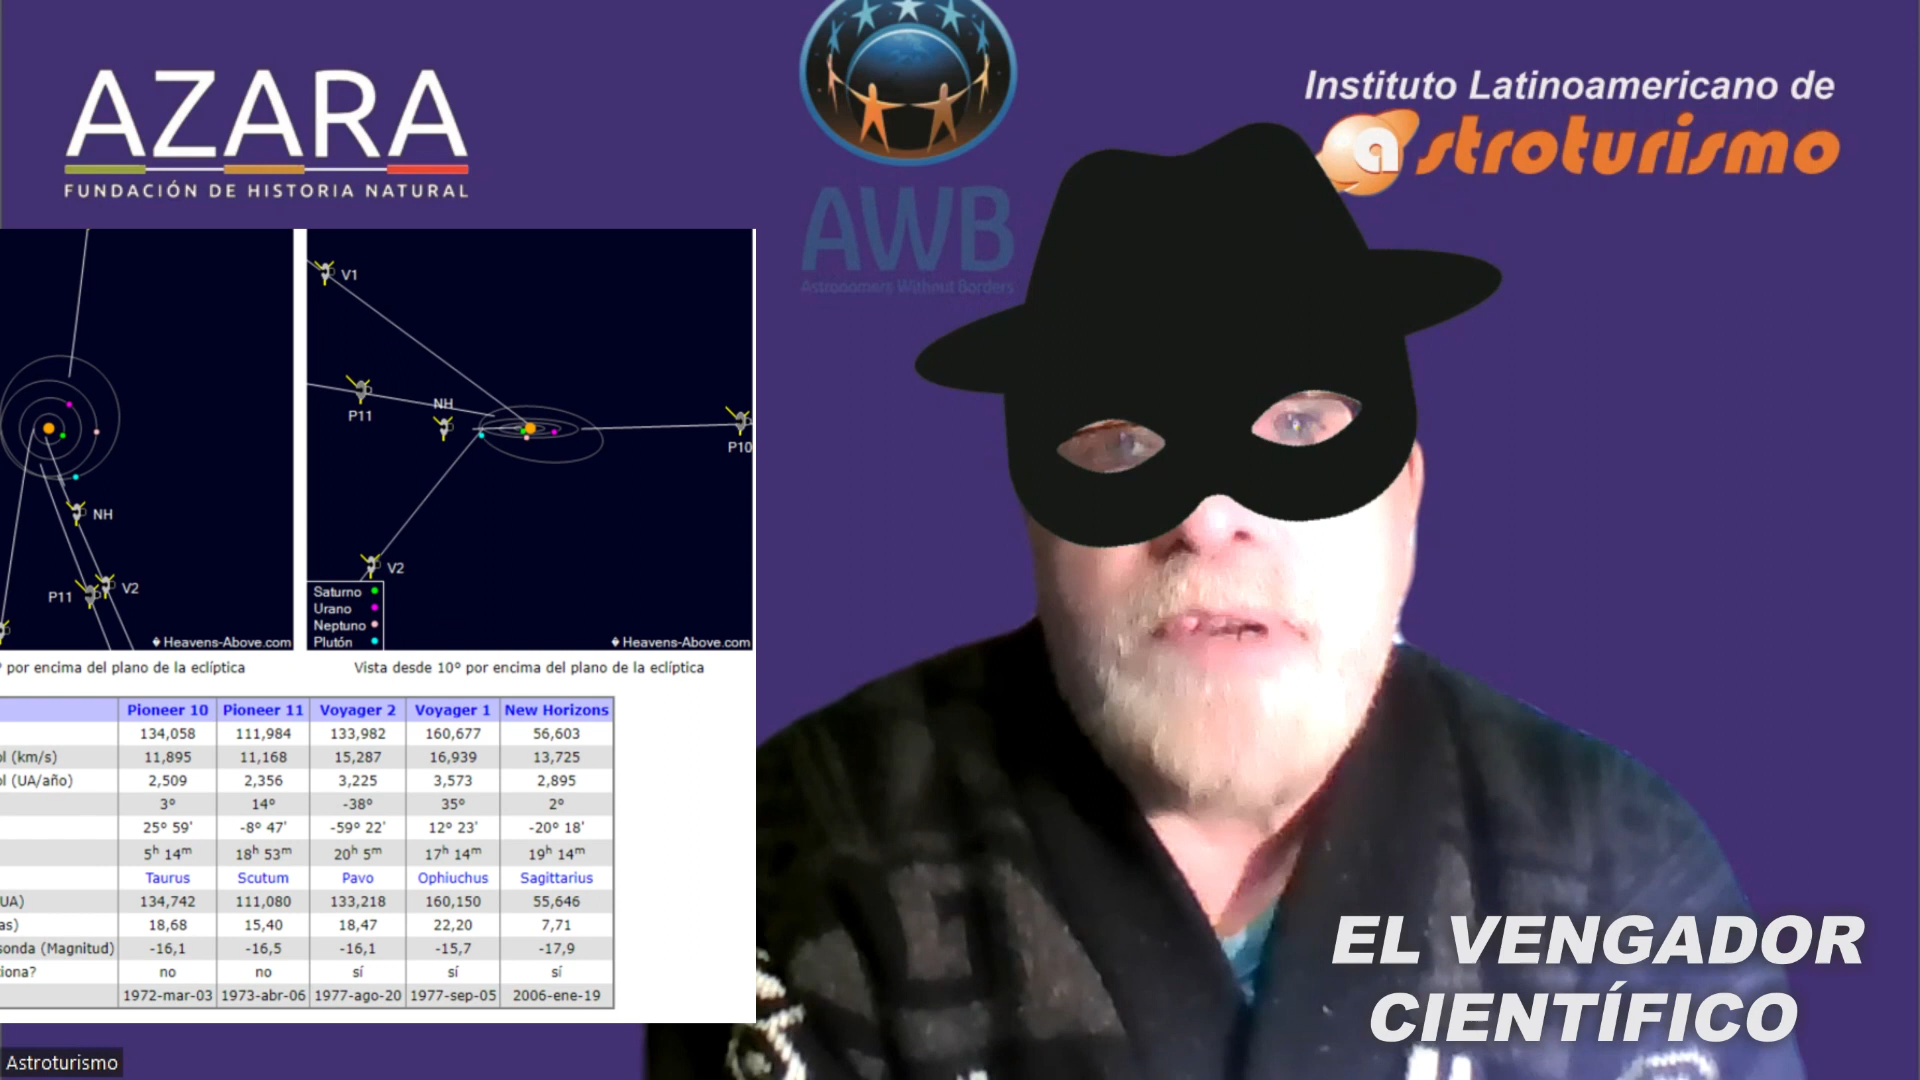 AZARA
FUNDACIÓN DE HISTORIA NATURAL
AWB
Astronomers Without Borders
Instituto Latinoamericano de
astroturismo
NH
P11
V2
Heavens-Above.com
V1
P11
NH
P10
V2
Saturno
Urano
Neptuno
Plutón
Heavens-Above.com
por encima del plano de la eclíptica
Vista desde 10° por encima del plano de la eclíptica
Pioneer 10 Pioneer 11 Voyager 2 Voyager 1 New Horizons
134,058 111,984 133,982 160,677 56,603
(km/s) 11,895 11,168 15,287 16,939 13,725
(UA/año) 2,509 2,356 3,225 3,573 2,895
3° 14° -38° 35° 2°
25° 59' -8° 47' -59° 22' 12° 23' -20° 18'
5h 14m 18h 53m 20h 5m 17h 14m 19h 14m
Taurus Scutum Pavo Ophiuchus Sagittarius
UA) 134,742 111,080 133,218 160,150 55,646
as) 18,68 15,40 18,47 22,20 7,71
sonda (Magnitud) -16,1 -16,5 -16,1 -15,7 -17,9
iona? no no sí sí sí
1972-mar-03 1973-abr-06 1977-ago-20 1977-sep-05 2006-ene-19
EL VENGADOR
CIENTÍFICO
Astroturismo